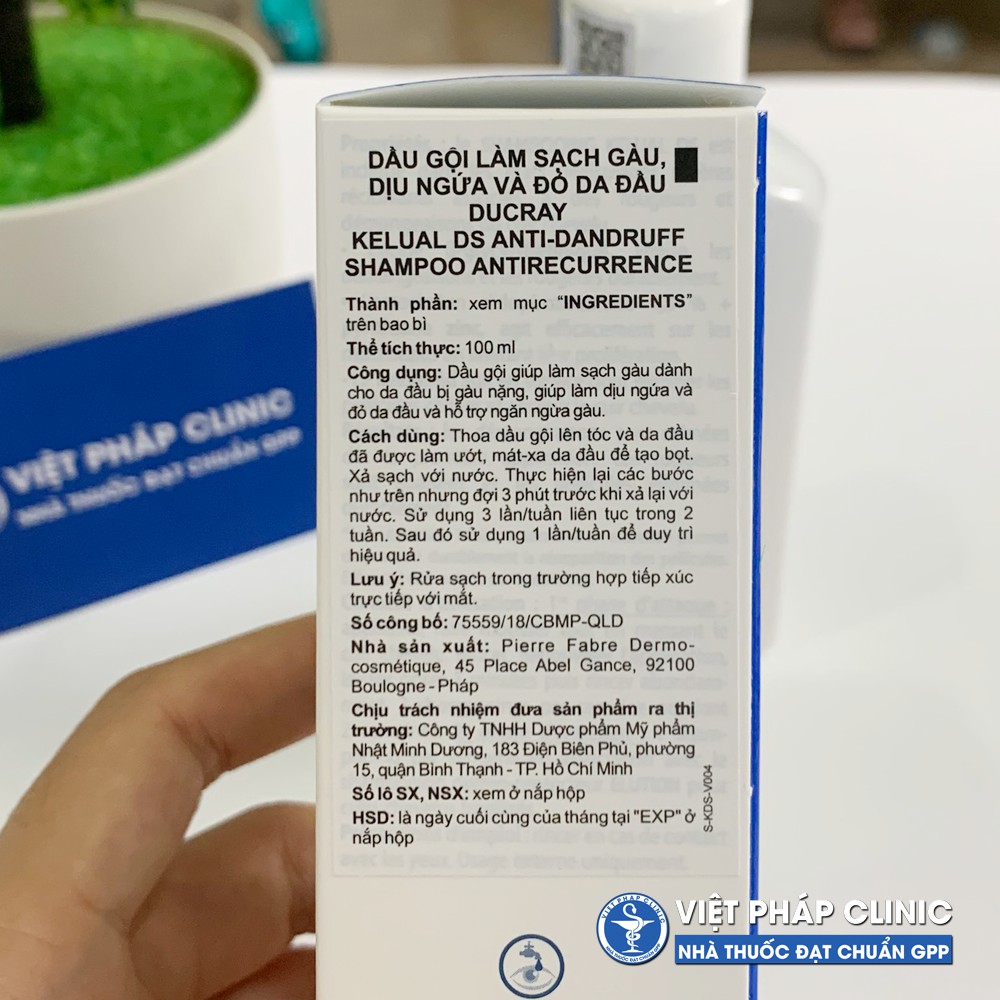 DẦU GỘI LÀM SẠCH GÀU,
DỊU NGỨA VÀ ĐỎ DA ĐẦU
DUCRAY
KELUAL DS ANTI-DANDRUFF
SHAMPOO ANTIRECURRENCE
Thành phần: xem mục "INGREDIENTS"
trên bao bì
Thể tích thực: 100 ml
Công dụng: Dầu gội giúp làm sạch gàu dành
cho da đầu bị gàu nặng, giúp làm dịu ngứa và
đỏ da đầu và hỗ trợ ngăn ngừa gàu.
Cách dùng: Thoa dầu gội lên tóc và da đầu
đã được làm ướt, mát-xa da đầu để tạo bọt.
Xả sạch với nước. Thực hiện lại các bước
như trên nhưng đợi 3 phút trước khi xả lại với
nước. Sử dụng 3 lần/tuần liên tục trong 2
tuần. Sau đó sử dụng 1 lần/tuần để duy trì
hiệu quả.
Lưu ý: Rửa sạch trong trường hợp tiếp xúc
trực tiếp với mắt.
Số công bố: 75559/18/CBMP-QLD
Nhà sản xuất: Pierre Fabre Dermo-
cosmétique, 45 Place Abel Gance, 92100
Boulogne - Pháp
Chịu trách nhiệm đưa sản phẩm ra thị
trường: Công ty TNHH Dược phẩm Mỹ phẩm
Nhật Minh Dương, 183 Điện Biên Phủ, phường
15, quận Bình Thạnh - TP. Hồ Chí Minh
Số lô SX, NSX: xem ở nắp hộp
HSD: là ngày cuối cùng của tháng tại "EXP" ở
nắp hộp
S-KDS-V004
VIỆT PHÁP CLINIC
NHÀ THUỐC ĐẠT CHUẨN GPP
VIỆT PHÁP CLINIC
VIỆT PHÁP CLINIC
NHÀ THUỐC ĐẠT CHUẨN GPP